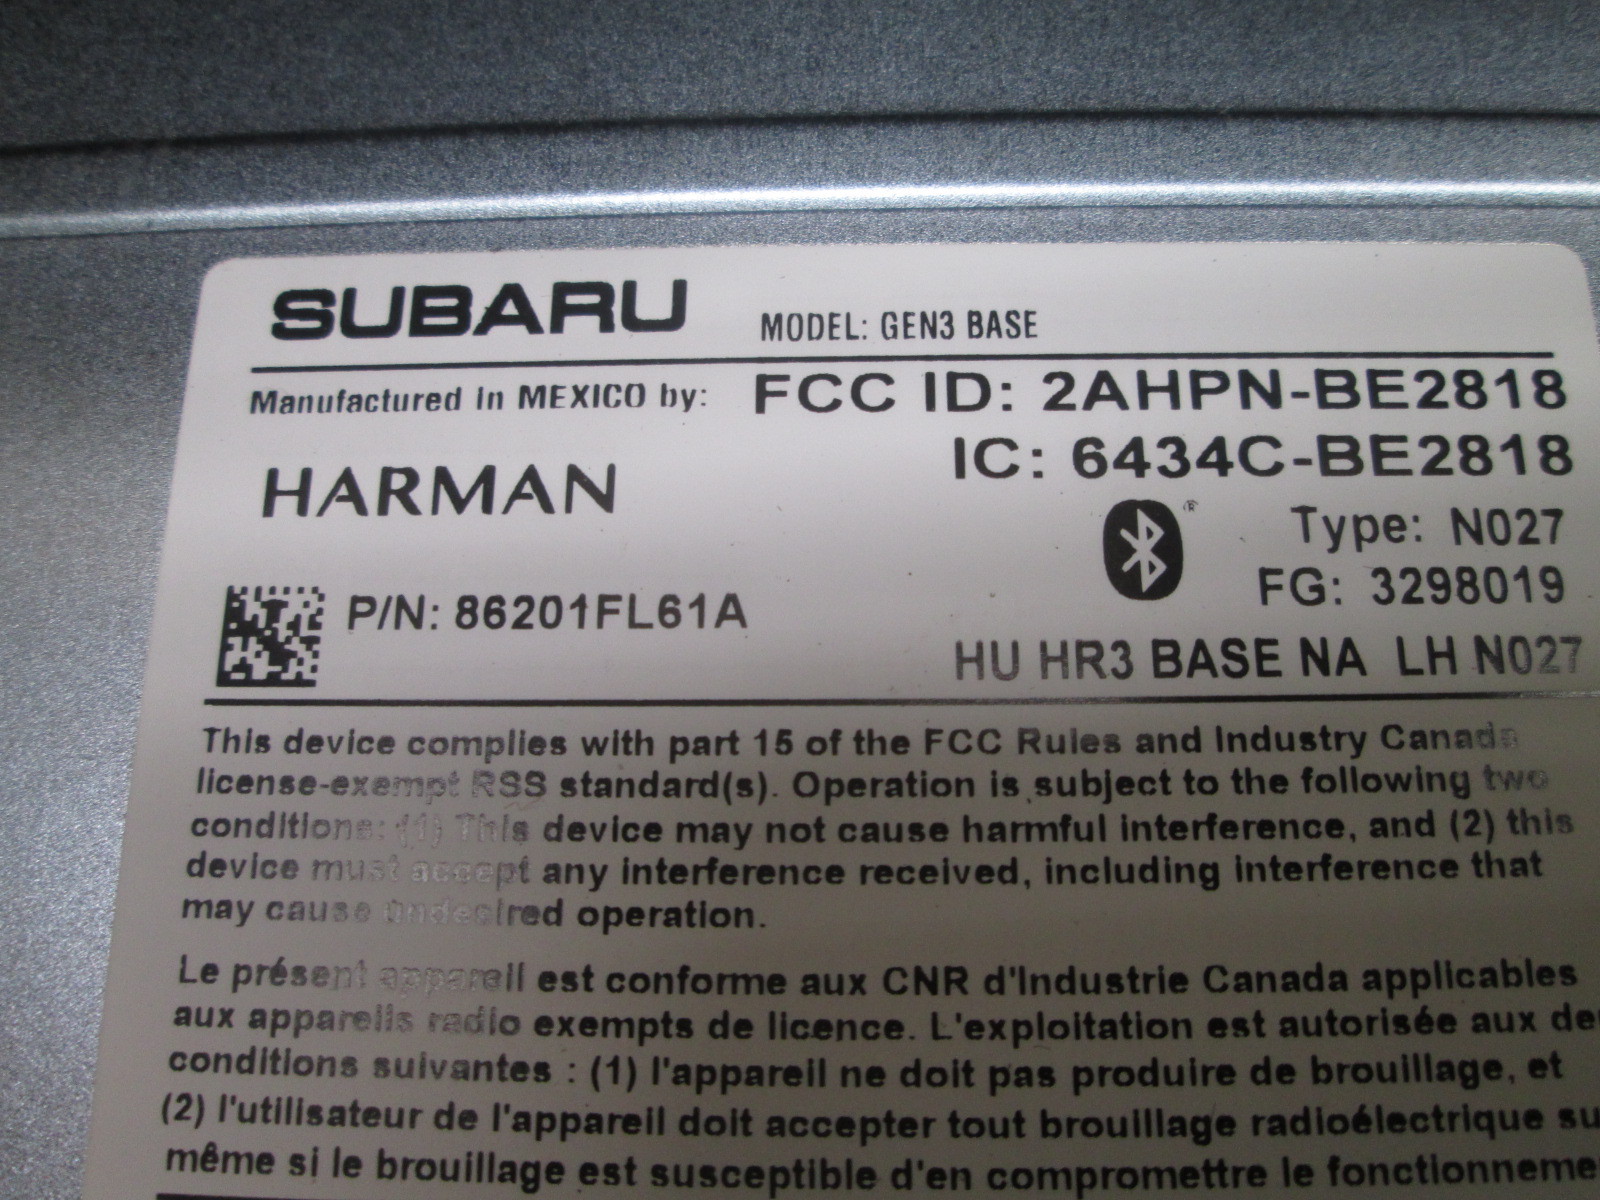 SUBARU MODEL: GEN3 BASE
Manufactured In MEXICO by: FCC ID: 2AHPN-BE2818
IC: 6434C-BE2818
HARMAN
® Type: N027
FG: 3298019
P/N: 86201FL61A
HU HR3 BASE NA LH N027
This device complies with part 15 of the FCC Rules and Industry Canada
license-exempt RSS standard(s). Operation is subject to the following two
conditions: (1) This device may not cause harmful interference, and (2) this
device must accept any interference received, including interference that
may cause undesired operation.
Le présent appareil est conforme aux CNR d'Industrie Canada applicables
aux appareils radio exempts de licence. L'exploitation est autorisée aux de
conditions suivantes : (1) l'appareil ne doit pas produire de brouillage, et
(2) l'utilisateur de l'appareil doit accepter tout brouillage radioélectrique su
même si le brouillage est susceptible d'en compromettre le fonctionneme